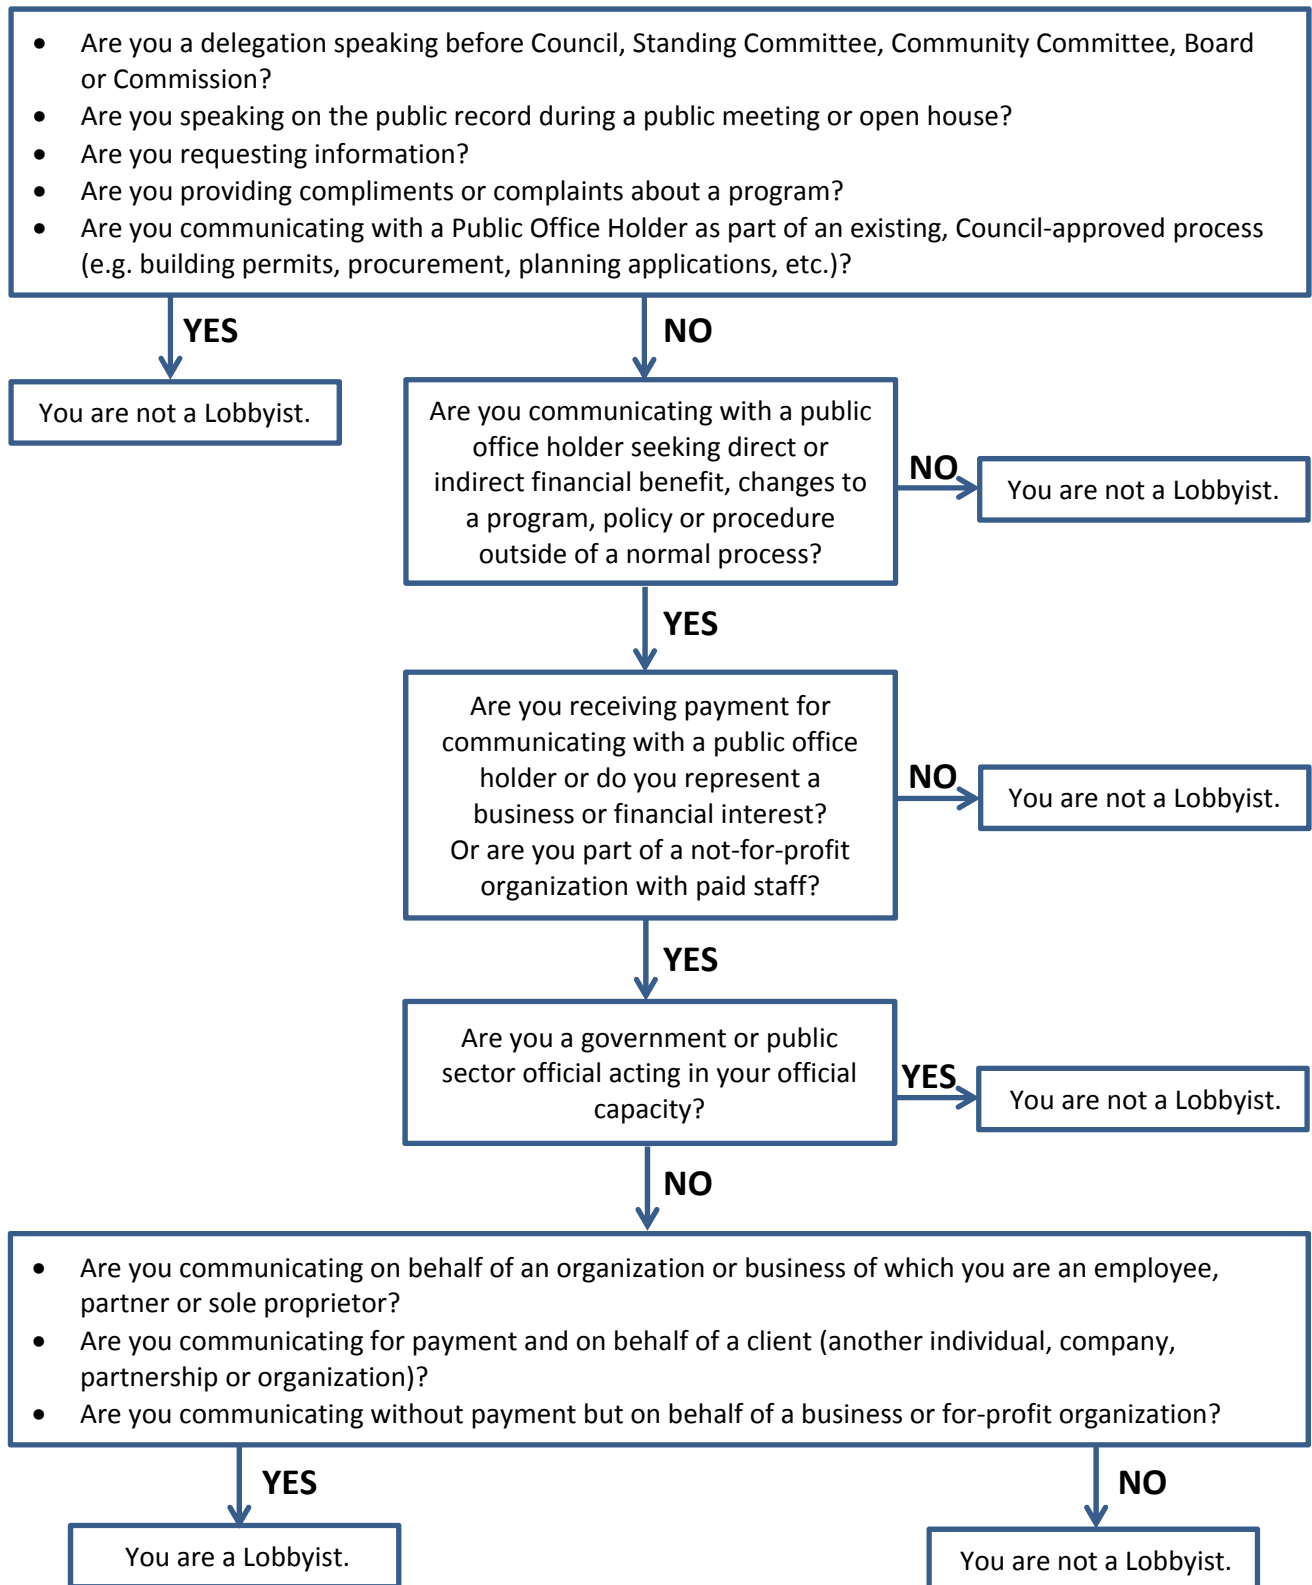 • Are you a delegation speaking before Council, Standing Committee, Community Committee, Board
or Commission?
• Are you speaking on the public record during a public meeting or open house?
• Are you requesting information?
• Are you providing compliments or complaints about a program?
• Are you communicating with a Public Office Holder as part of an existing, Council-approved process
(e.g. building permits, procurement, planning applications, etc.)?
YES
NO
You are not a Lobbyist.
Are you communicating with a public
office holder seeking direct or
indirect financial benefit, changes to
a program, policy or procedure
outside of a normal process?
NO
You are not a Lobbyist.
YES
Are you receiving payment for
communicating with a public office
holder or do you represent a
business or financial interest?
Or are you part of a not-for-profit
organization with paid staff?
NO
You are not a Lobbyist.
YES
Are you a government or public
sector official acting in your official
capacity?
YES
You are not a Lobbyist.
NO
• Are you communicating on behalf of an organization or business of which you are an employee,
partner or sole proprietor?
• Are you communicating for payment and on behalf of a client (another individual, company,
partnership or organization)?
• Are you communicating without payment but on behalf of a business or for-profit organization?
YES
NO
You are a Lobbyist.
You are not a Lobbyist.